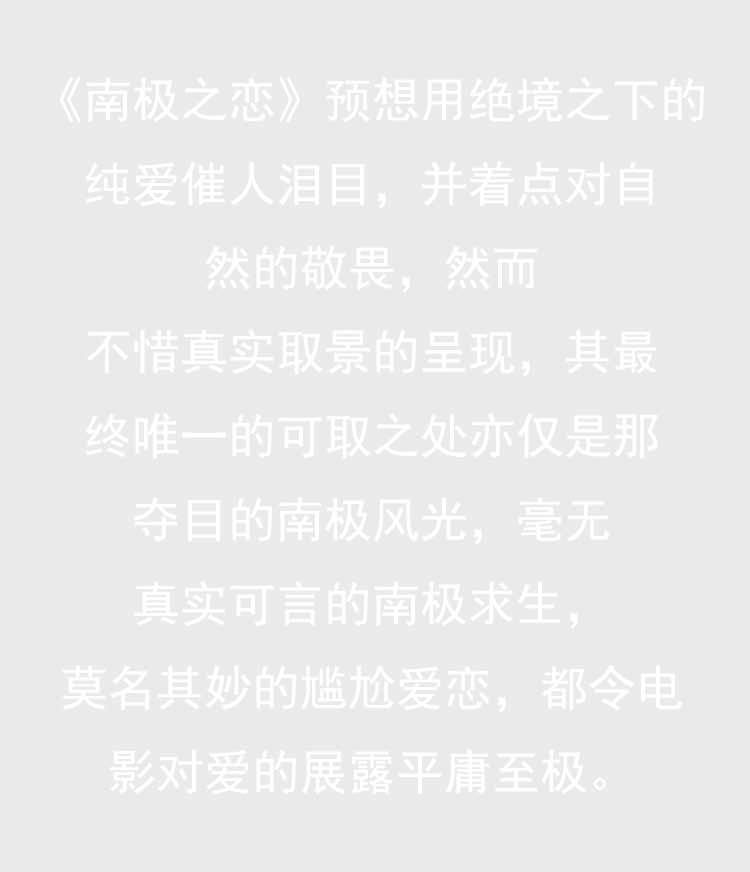 《南极之恋》预想用绝境之下的
纯爱催人泪目，并着点对自
然的敬畏，然而
不惜真实取景的呈现，其最
终唯一的可取之处亦仅是那
夺目的南极风光，毫无
真实可言的南极求生，
莫名其妙的尴尬爱恋，都令电
影对爱的展露平庸至极。